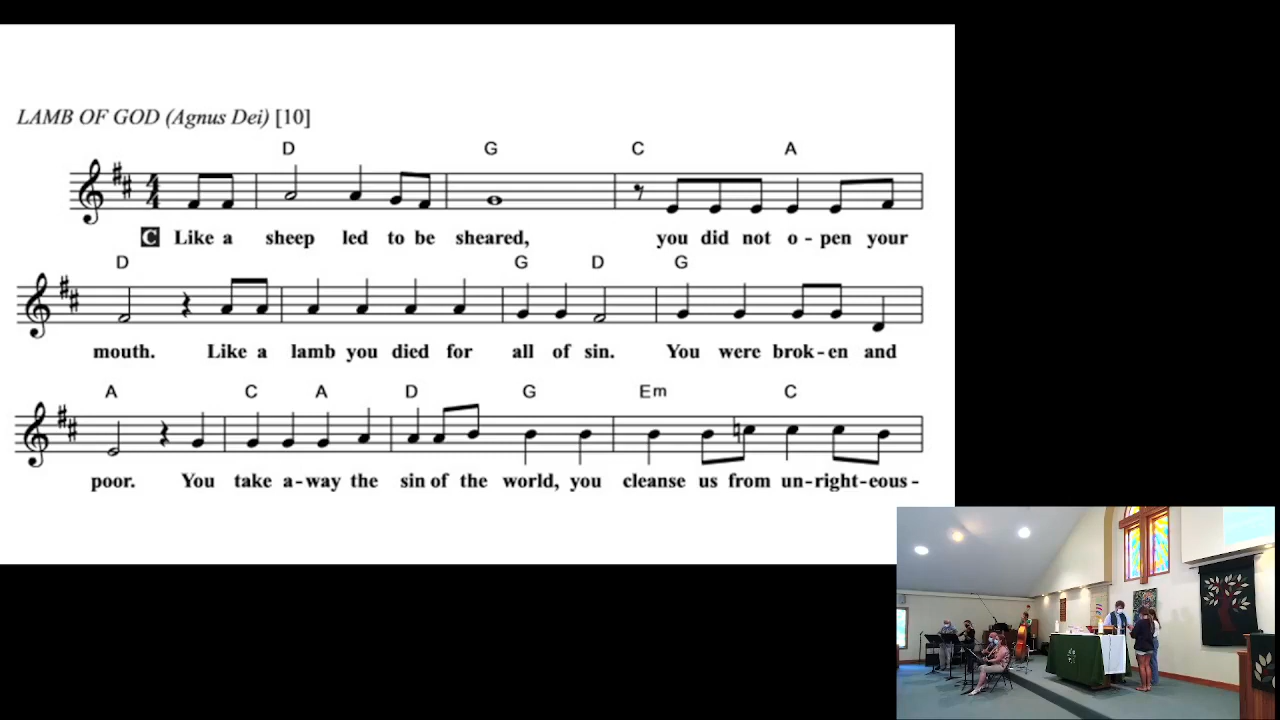 LAMB OF GOD (Agnus Dei) [10]
D G C A
C Like a sheep led to be sheared, you did not o - pen your
D G D G
mouth. Like a lamb you died for all of sin. You were brok - en and
A C A D G Em C
poor. You take a - way the sin of the world, you cleanse us from un - right - eous -